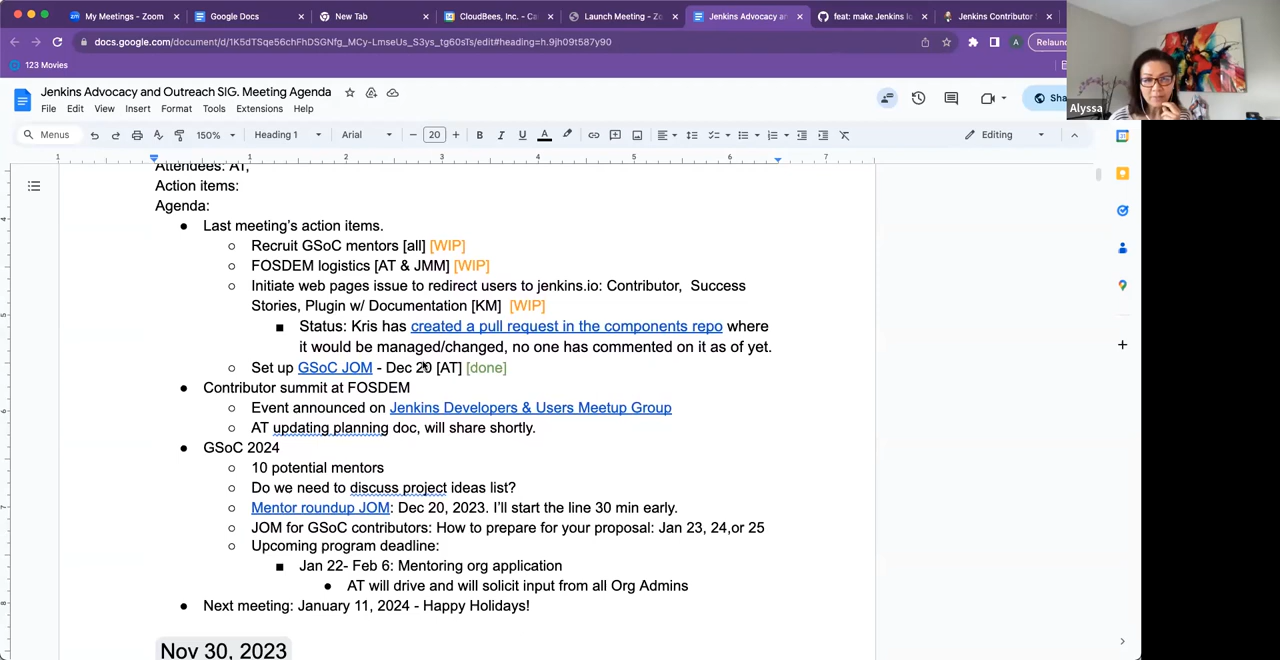 My Meetings - Zoom
Google Docs
New Tab
CloudBees, Inc. - Ca
Launch Meeting - Zo
Jenkins Advocacy an
feat: make Jenkins lo
Jenkins Contributor
docs.google.com/document/d/1K5dTSqe56chFhDSGNfg_MCy-LmseUs_S3ys_tg60sTs/edit#heading=h.9jh09t587y90
A
Relaun
123 Movies
Jenkins Advocacy and Outreach SIG. Meeting Agenda
File Edit View Insert Format Tools Extensions Help
Sha
Alyssa
Menus
150%
Heading 1
Arial
20
B I U A
Editing
1 1 2 3 4 5 6 7
Attendees: AT,
Action items:
Agenda:
● Last meeting's action items.
○ Recruit GSoC mentors [all] [WIP]
○ FOSDEM logistics [AT & JMM] [WIP]
○ Initiate web pages issue to redirect users to jenkins.io: Contributor, Success
Stories, Plugin w/ Documentation [KM] [WIP]
■ Status: Kris has created a pull request in the components repo where
it would be managed/changed, no one has commented on it as of yet.
○ Set up GSoC JOM - Dec 20 [AT] [done]
● Contributor summit at FOSDEM
○ Event announced on Jenkins Developers & Users Meetup Group
○ AT updating planning doc, will share shortly.
● GSoC 2024
○ 10 potential mentors
○ Do we need to discuss project ideas list?
○ Mentor roundup JOM: Dec 20, 2023. I'll start the line 30 min early.
○ JOM for GSoC contributors: How to prepare for your proposal: Jan 23, 24,or 25
○ Upcoming program deadline:
■ Jan 22- Feb 6: Mentoring org application
● AT will drive and will solicit input from all Org Admins
● Next meeting: January 11, 2024 - Happy Holidays!
Nov 30, 2023